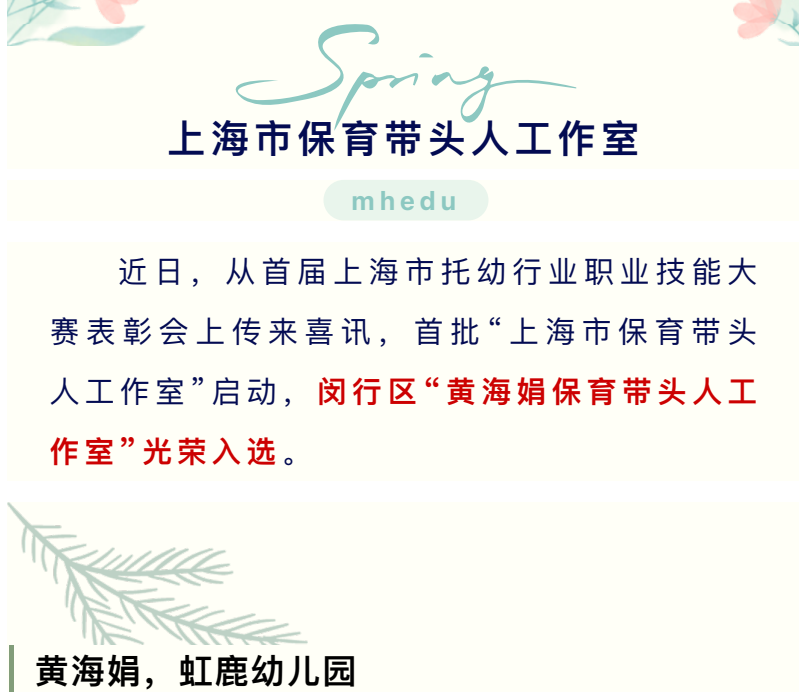 Spring
上海市保育带头人工作室
mhedu
近日，从首届上海市托幼行业职业技能大
赛表彰会上传来喜讯，首批“上海市保育带头
人工作室”启动，闵行区“黄海娟保育带头人工
作室”光荣入选。
黄海娟，虹鹿幼儿园